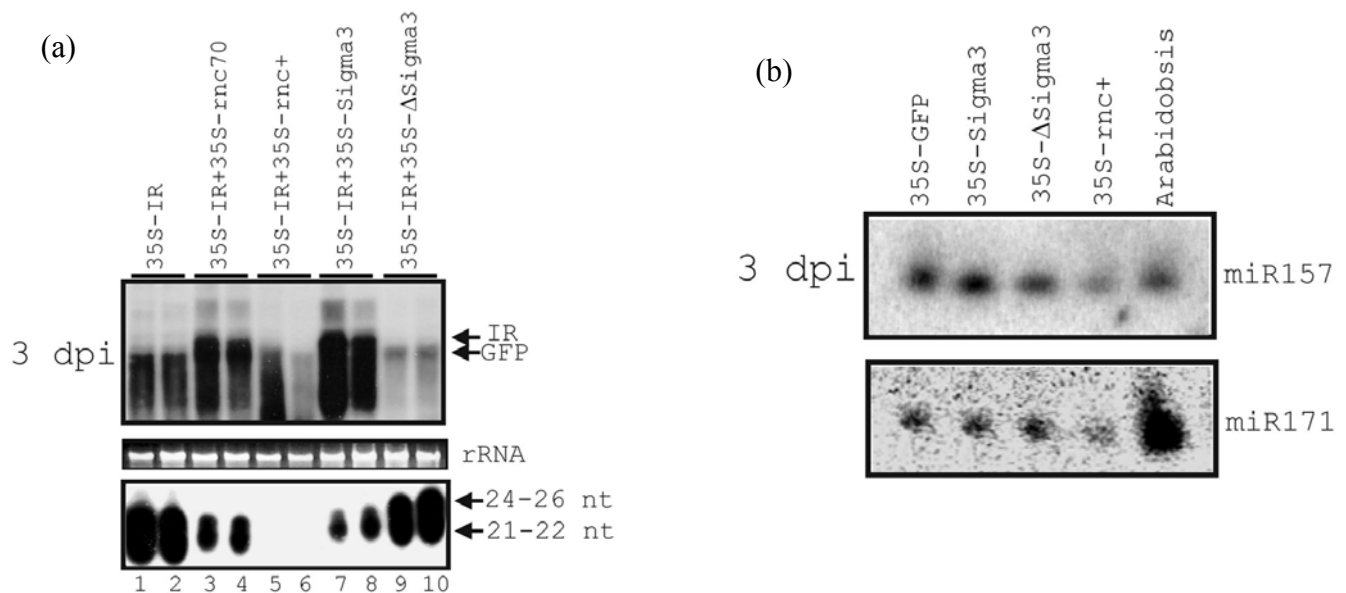 (a)
35S-IR
35S-IR+35S-rnc70
35S-IR+35S-rnc+
35S-IR+35S-Sigma3
35S-IR+35S-ΔSigma3
3 dpi
IR
GFP
rRNA
24-26 nt
21-22 nt
1 2 3 4 5 6 7 8 9 10
(b)
35S-GFP
35S-Sigma3
35S-ΔSigma3
35S-rnc+
Arabidobsis
3 dpi
miR157
miR171